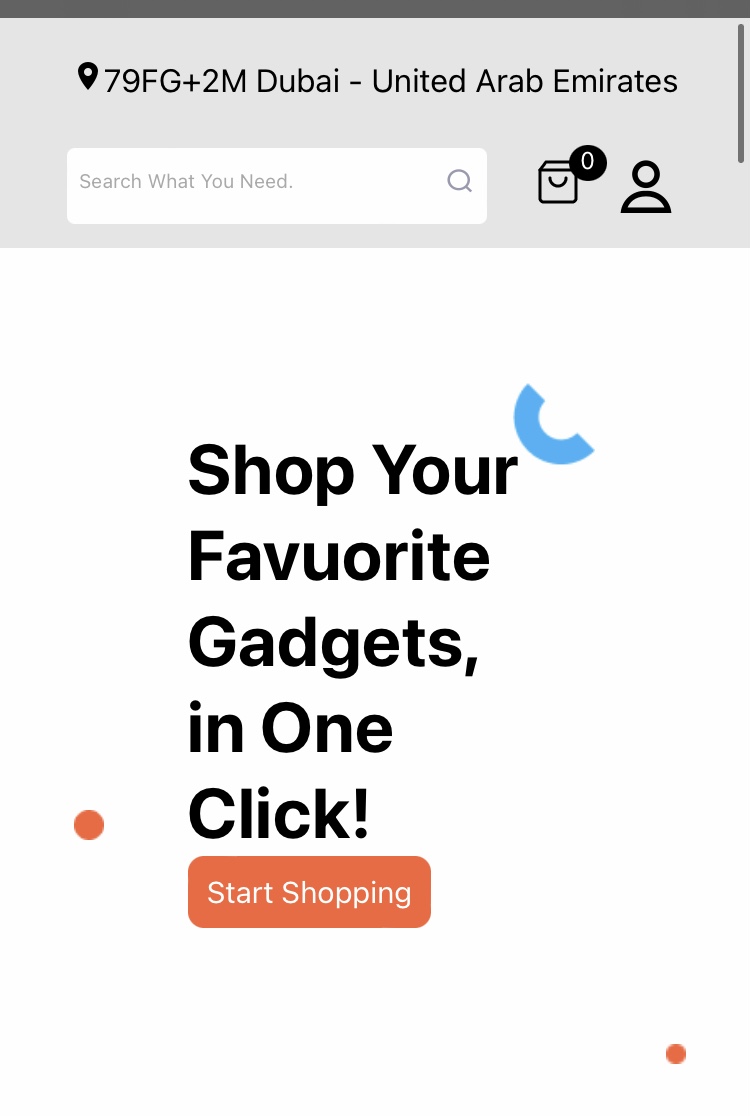 79FG+2M Dubai - United Arab Emirates
Search What You Need.
0
Shop Your
Favuorite
Gadgets,
in One
Click!
Start Shopping